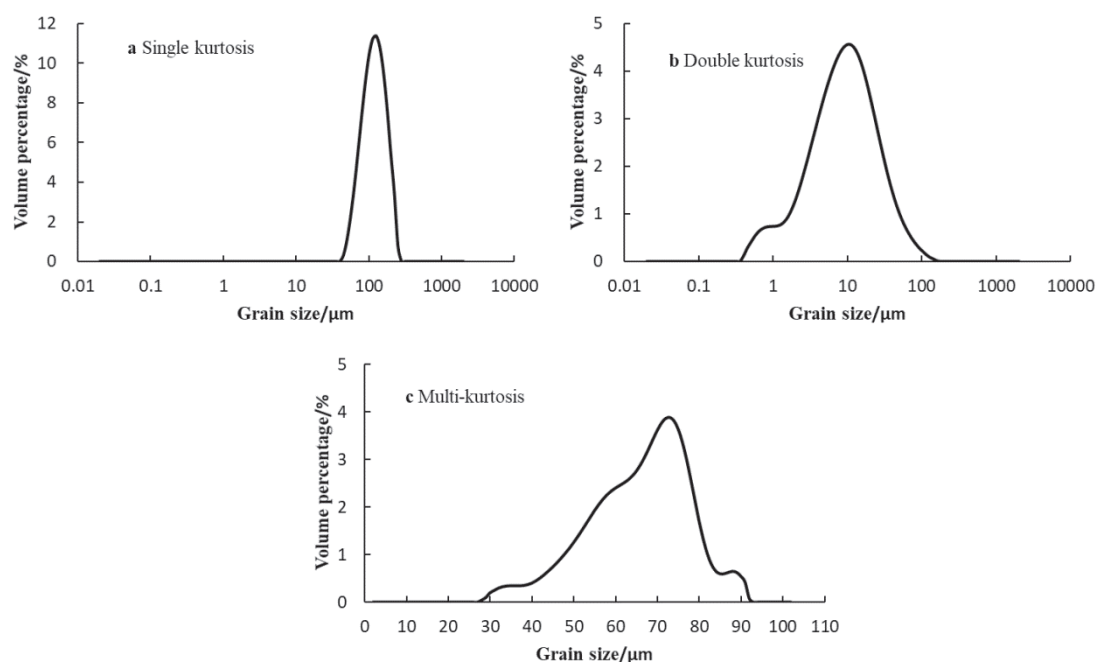 a Single kurtosis
Volume percentage/%
12
10
8
6
4
2
0
0.01 0.1 1 10 100 1000 10000
Grain size/μm
b Double kurtosis
Volume percentage/%
5
4
3
2
1
0
0.01 0.1 1 10 100 1000 10000
Grain size/μm
c Multi-kurtosis
Volume percentage/%
5
4
3
2
1
0
0 10 20 30 40 50 60 70 80 90 100 110
Grain size/μm